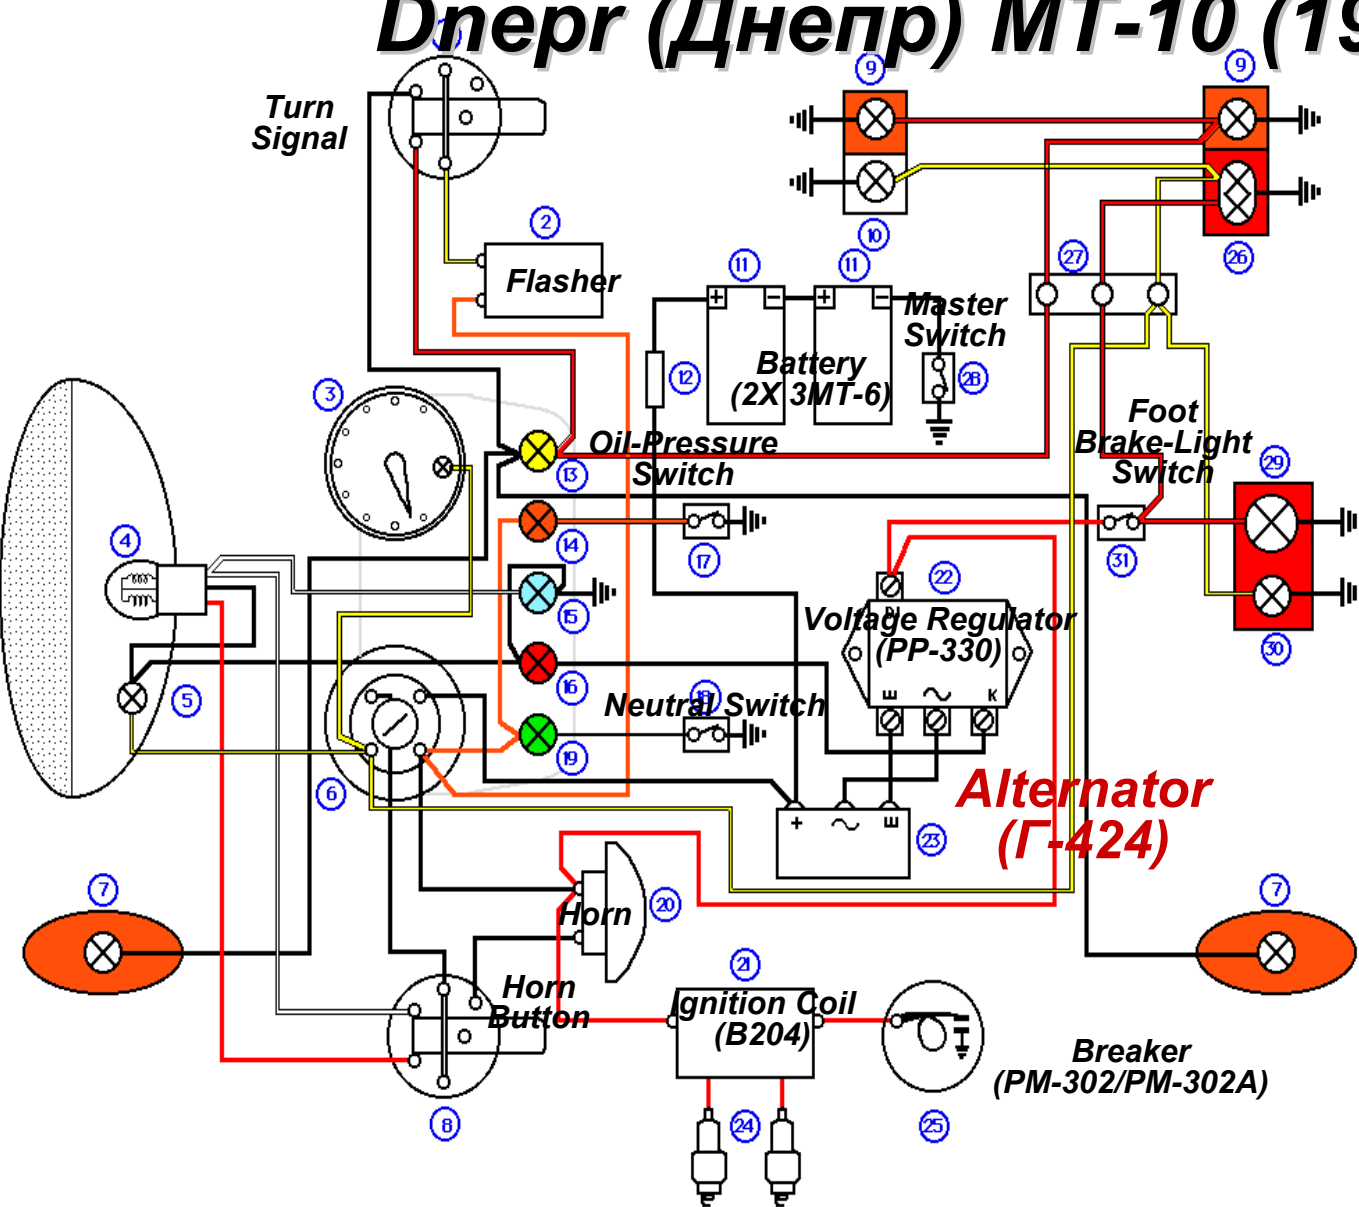 Dnepr (Днепр) MT-10 (19
1
9
9
Turn
Signal
2
Flasher
10
27
26
11
11
+
−
+
−
Master
Switch
12
Battery
(2X 3MT-6)
28
3
Foot
Brake-Light
Switch
Oil-Pressure
Switch
13
29
4
14
17
31
22
15
Voltage Regulator
(PP-330)
30
5
16
Ш
~
K
18
Neutral Switch
19
6
Alternator
(Г-424)
+
~
Ш
23
7
7
20
Horn
21
Horn
Button
Ignition Coil
(B204)
Breaker
(PM-302/PM-302A)
8
24
25